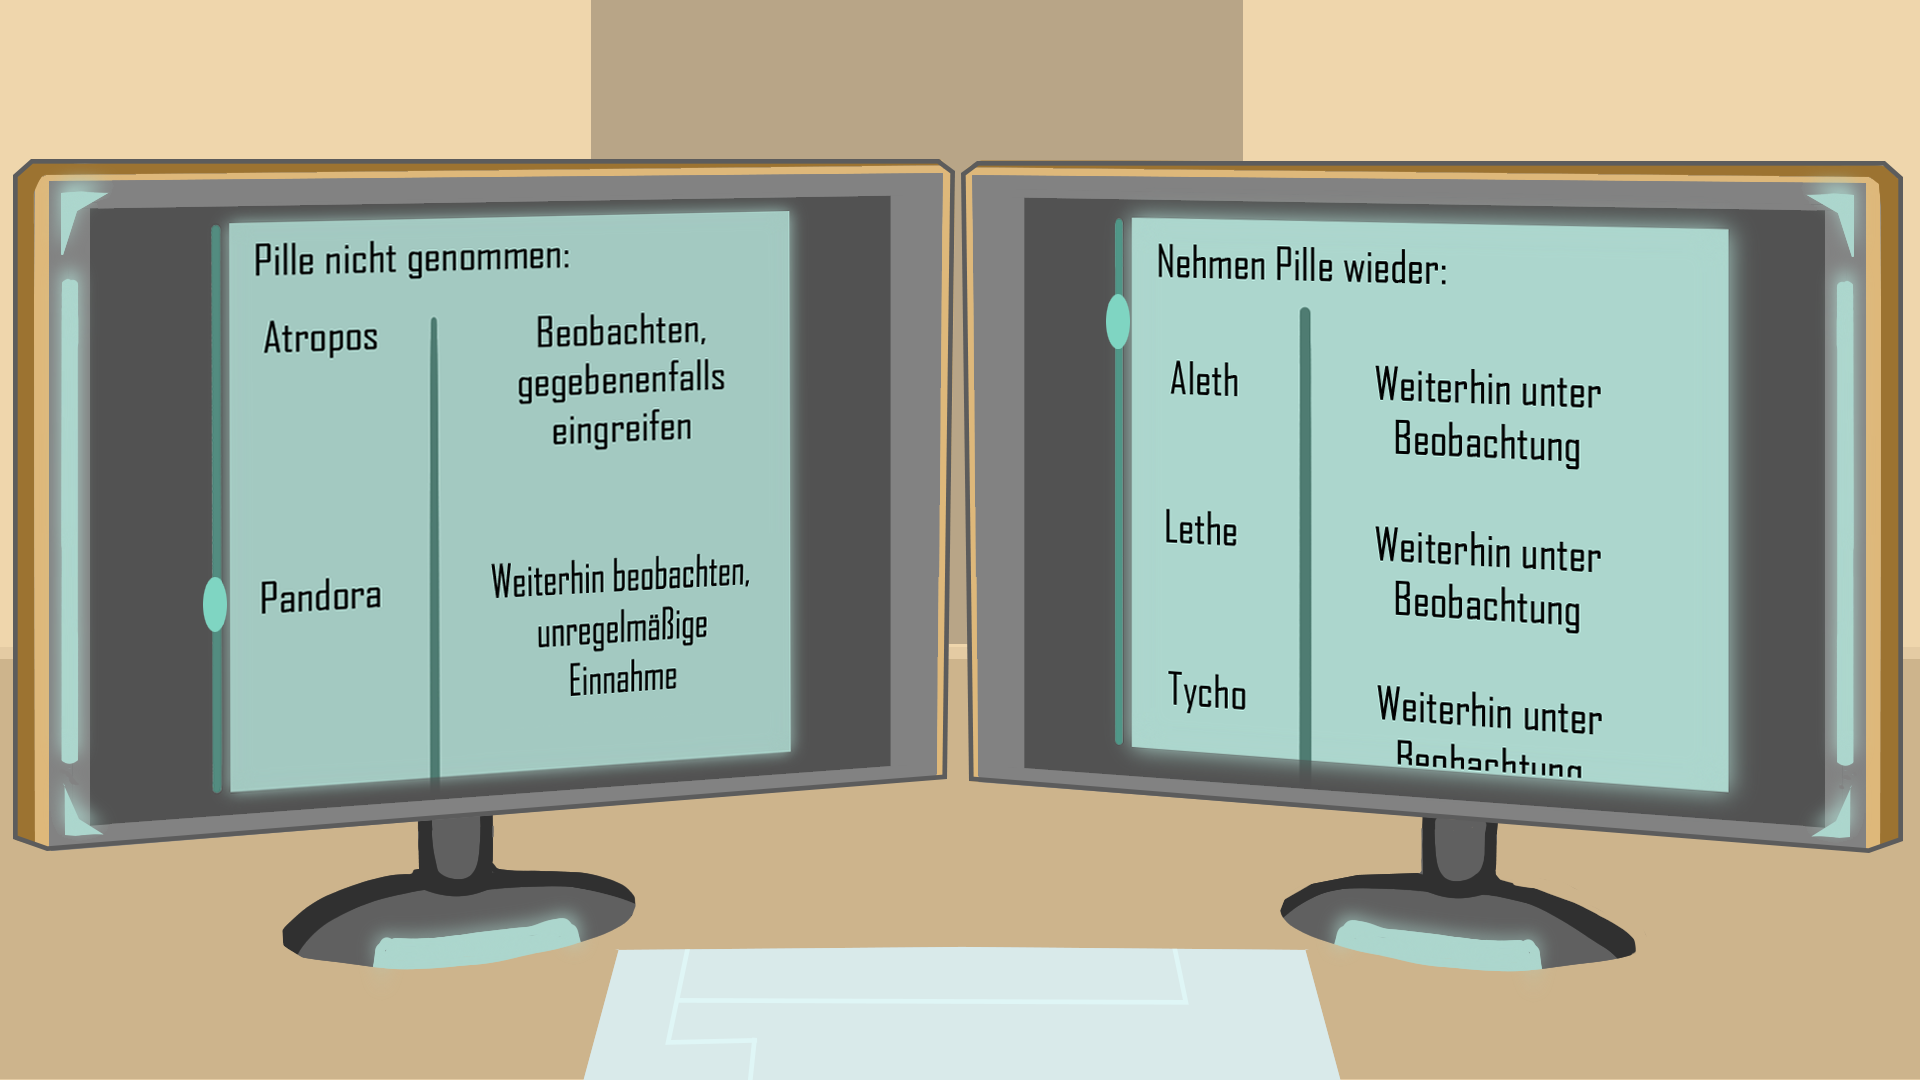 Pille nicht genommen:
Atropos
Beobachten,
gegebenenfalls
eingreifen
Pandora
Weiterhin beobachten,
unregelmäßige
Einnahme
Nehmen Pille wieder:
Aleth
Weiterhin unter
Beobachtung
Lethe
Weiterhin unter
Beobachtung
Tycho
Weiterhin unter
Beobachtung